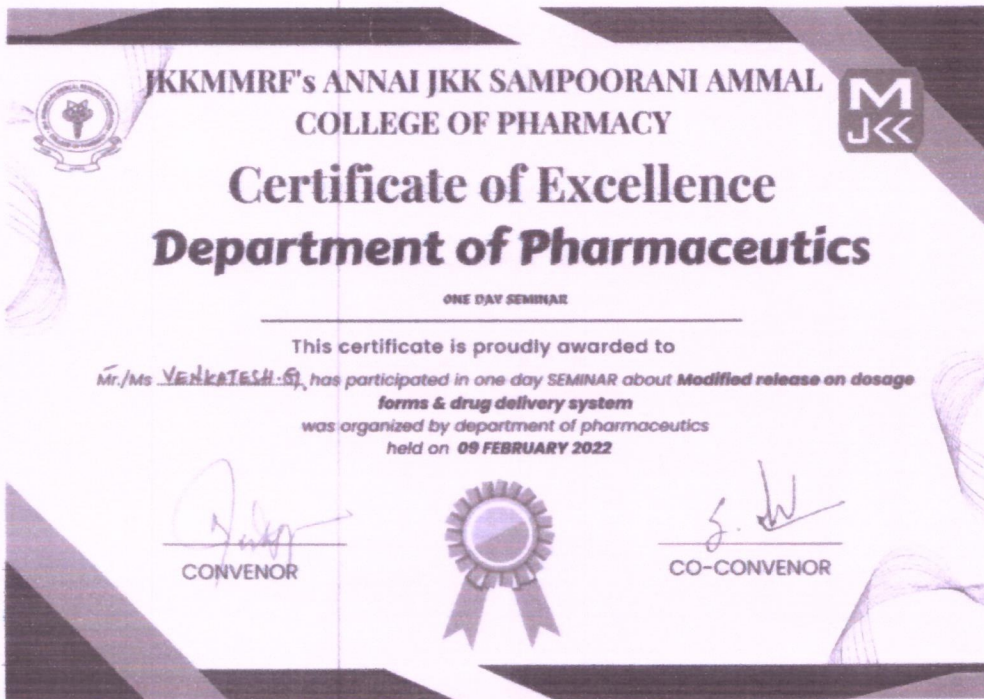 JKKMMRF's ANNAI JKK SAMPOORANI AMMAL
COLLEGE OF PHARMACY
M
JKK
Certificate of Excellence
Department of Pharmaceutics
ONE DAY SEMINAR
This certificate is proudly awarded to
Mr./Ms VENKATESH.G, has participated in one day SEMINAR about Modified release on dosage
forms & drug delivery system
was organized by department of pharmaceutics
held on 09 FEBRUARY 2022
CONVENOR
CO-CONVENOR